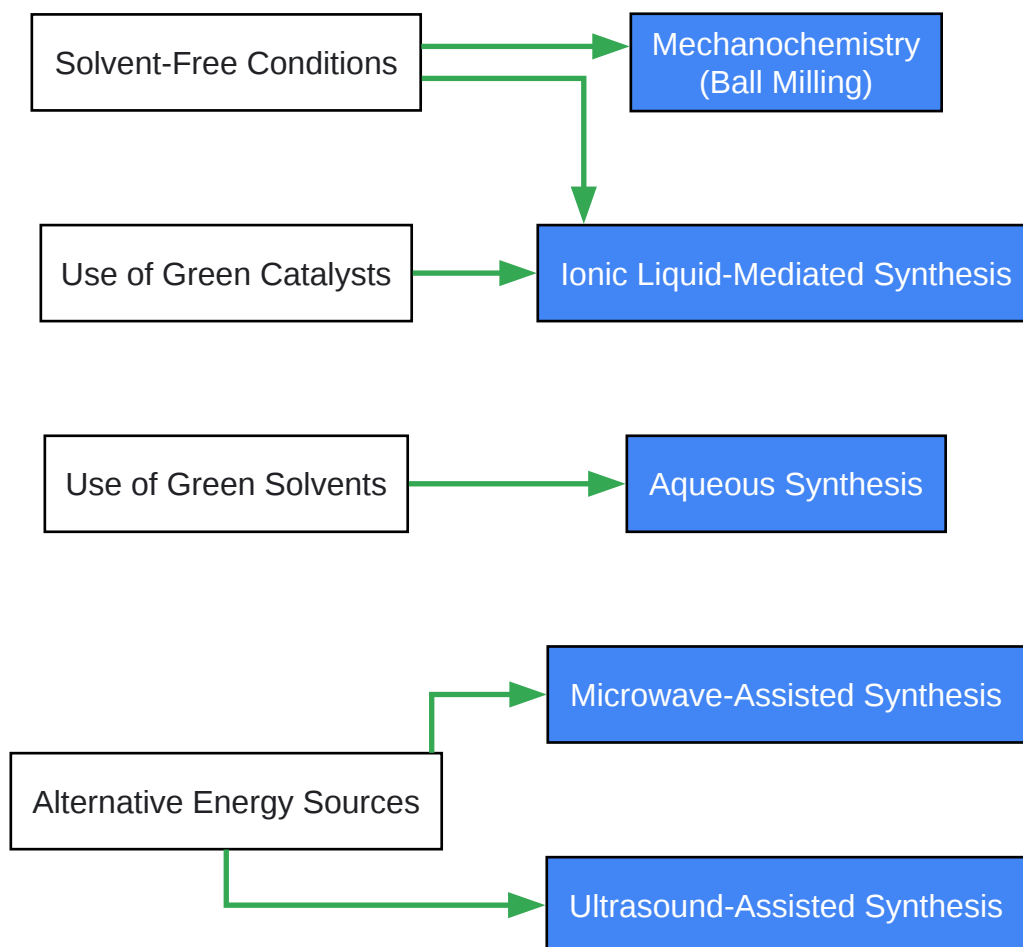 Solvent-Free Conditions
Mechanochemistry
(Ball Milling)
Use of Green Catalysts
Ionic Liquid-Mediated Synthesis
Use of Green Solvents
Aqueous Synthesis
Microwave-Assisted Synthesis
Alternative Energy Sources
Ultrasound-Assisted Synthesis